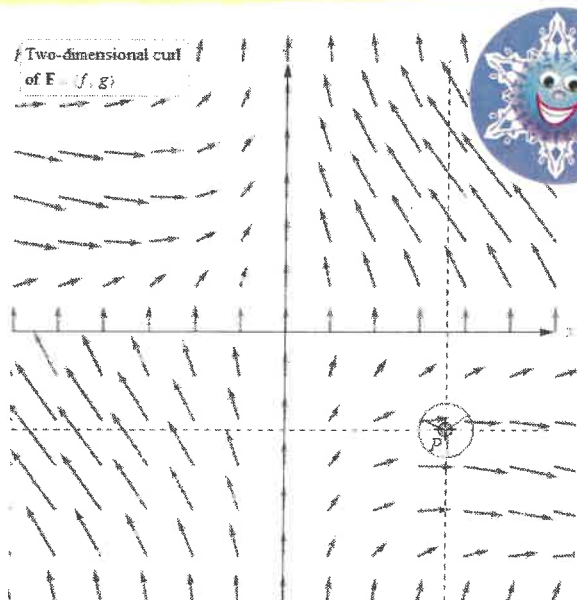 Two-dimensional curl
of F = ⟨f, g⟩
x
P